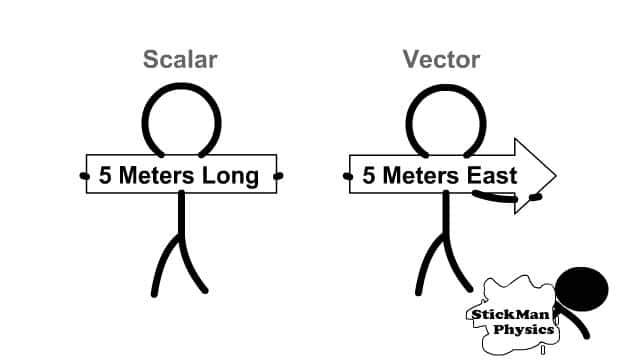 Scalar
Vector
5 Meters Long
5 Meters East
StickMan
Physics